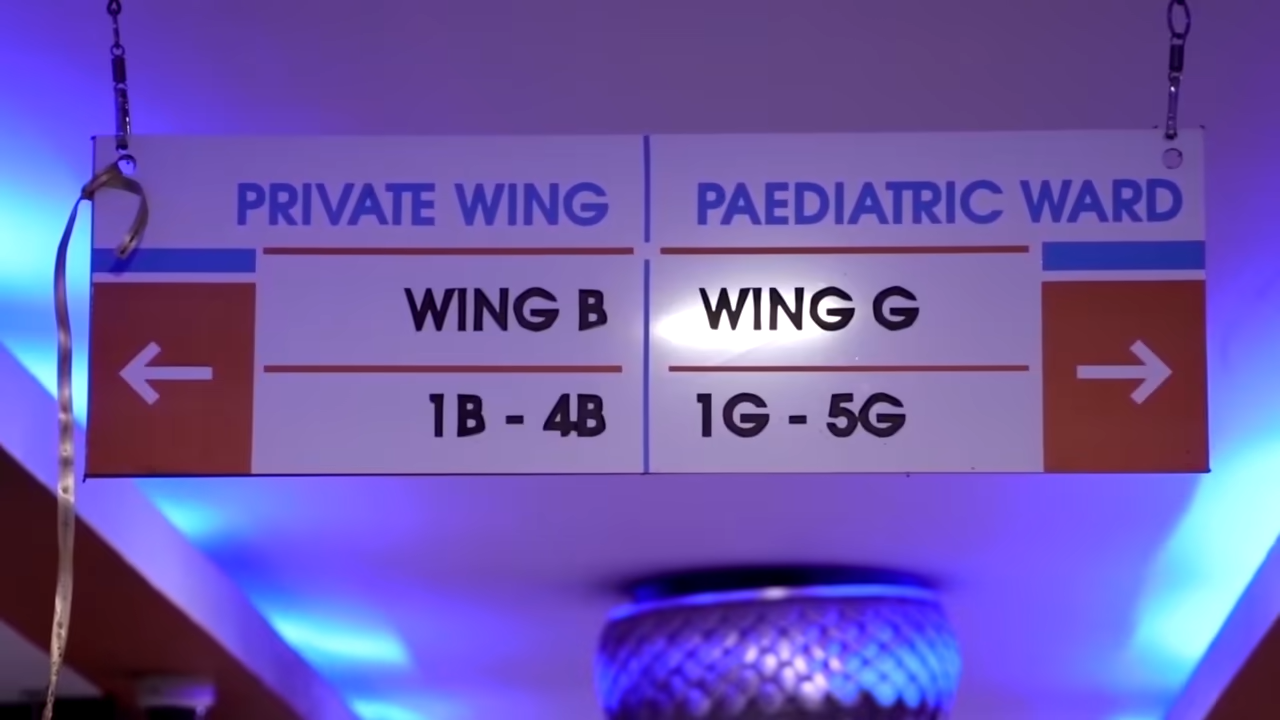 PRIVATE WING
WING B
1B - 4B
PAEDIATRIC WARD
WING G
1G - 5G